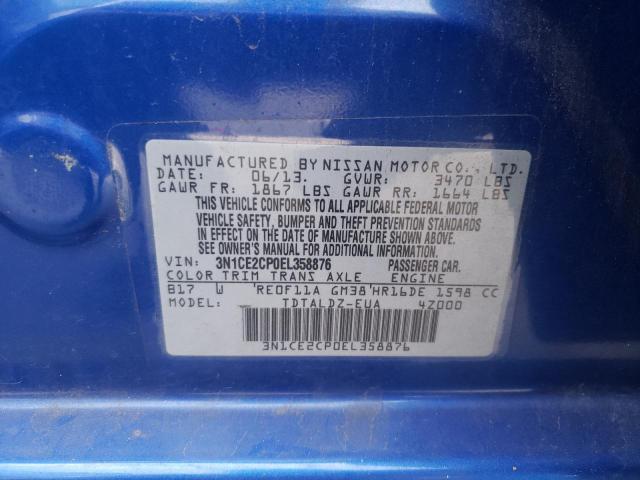 MANUFACTURED BY NISSAN MOTOR CO., LTD.
DATE: 06/13. GVWR: 3470 LBS
GAWR FR: 1867 LBS GAWR RR: 1664 LBS
THIS VEHICLE CONFORMS TO ALL APPLICABLE FEDERAL MOTOR
VEHICLE SAFETY, BUMPER AND THEFT PREVENTION STANDARDS
IN EFFECT ON THE DATE OF MANUFACTURE SHOWN ABOVE.
SEE OWNER'S MANUAL FOR ADDITIONAL INFORMATION.
VIN: 3N1CE2CP0EL358876 PASSENGER CAR.
COLOR TRIM TRANS AXLE ENGINE
B17 W 'RE0F11A GM38'HR16DE 1598 CC
MODEL: TDTALDZ-EUA 4Z000
3N1CE2CP0EL358876